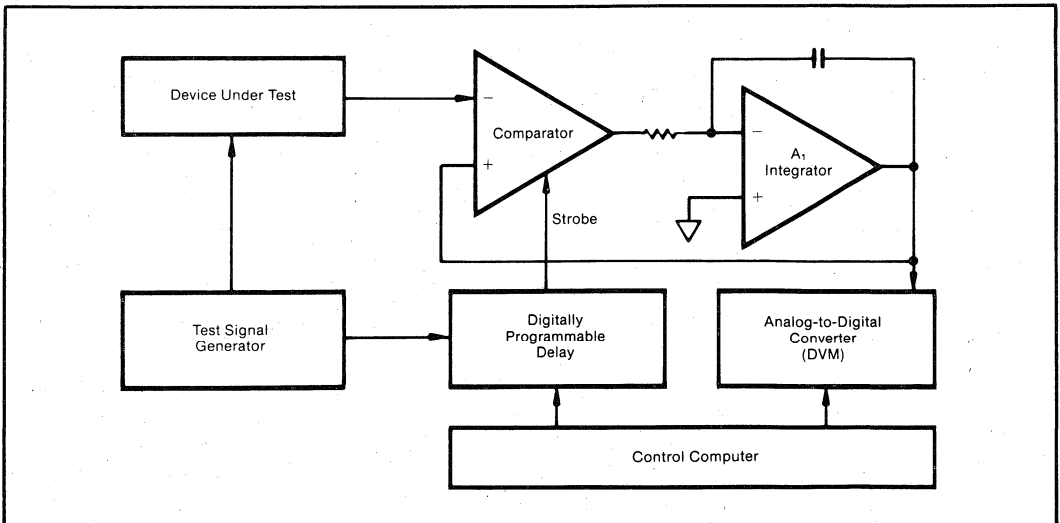 Device Under Test
−
Comparator
+
Strobe
−
A₁
Integrator
+
Test Signal
Generator
Digitally
Programmable
Delay
Analog-to-Digital
Converter
(DVM)
Control Computer